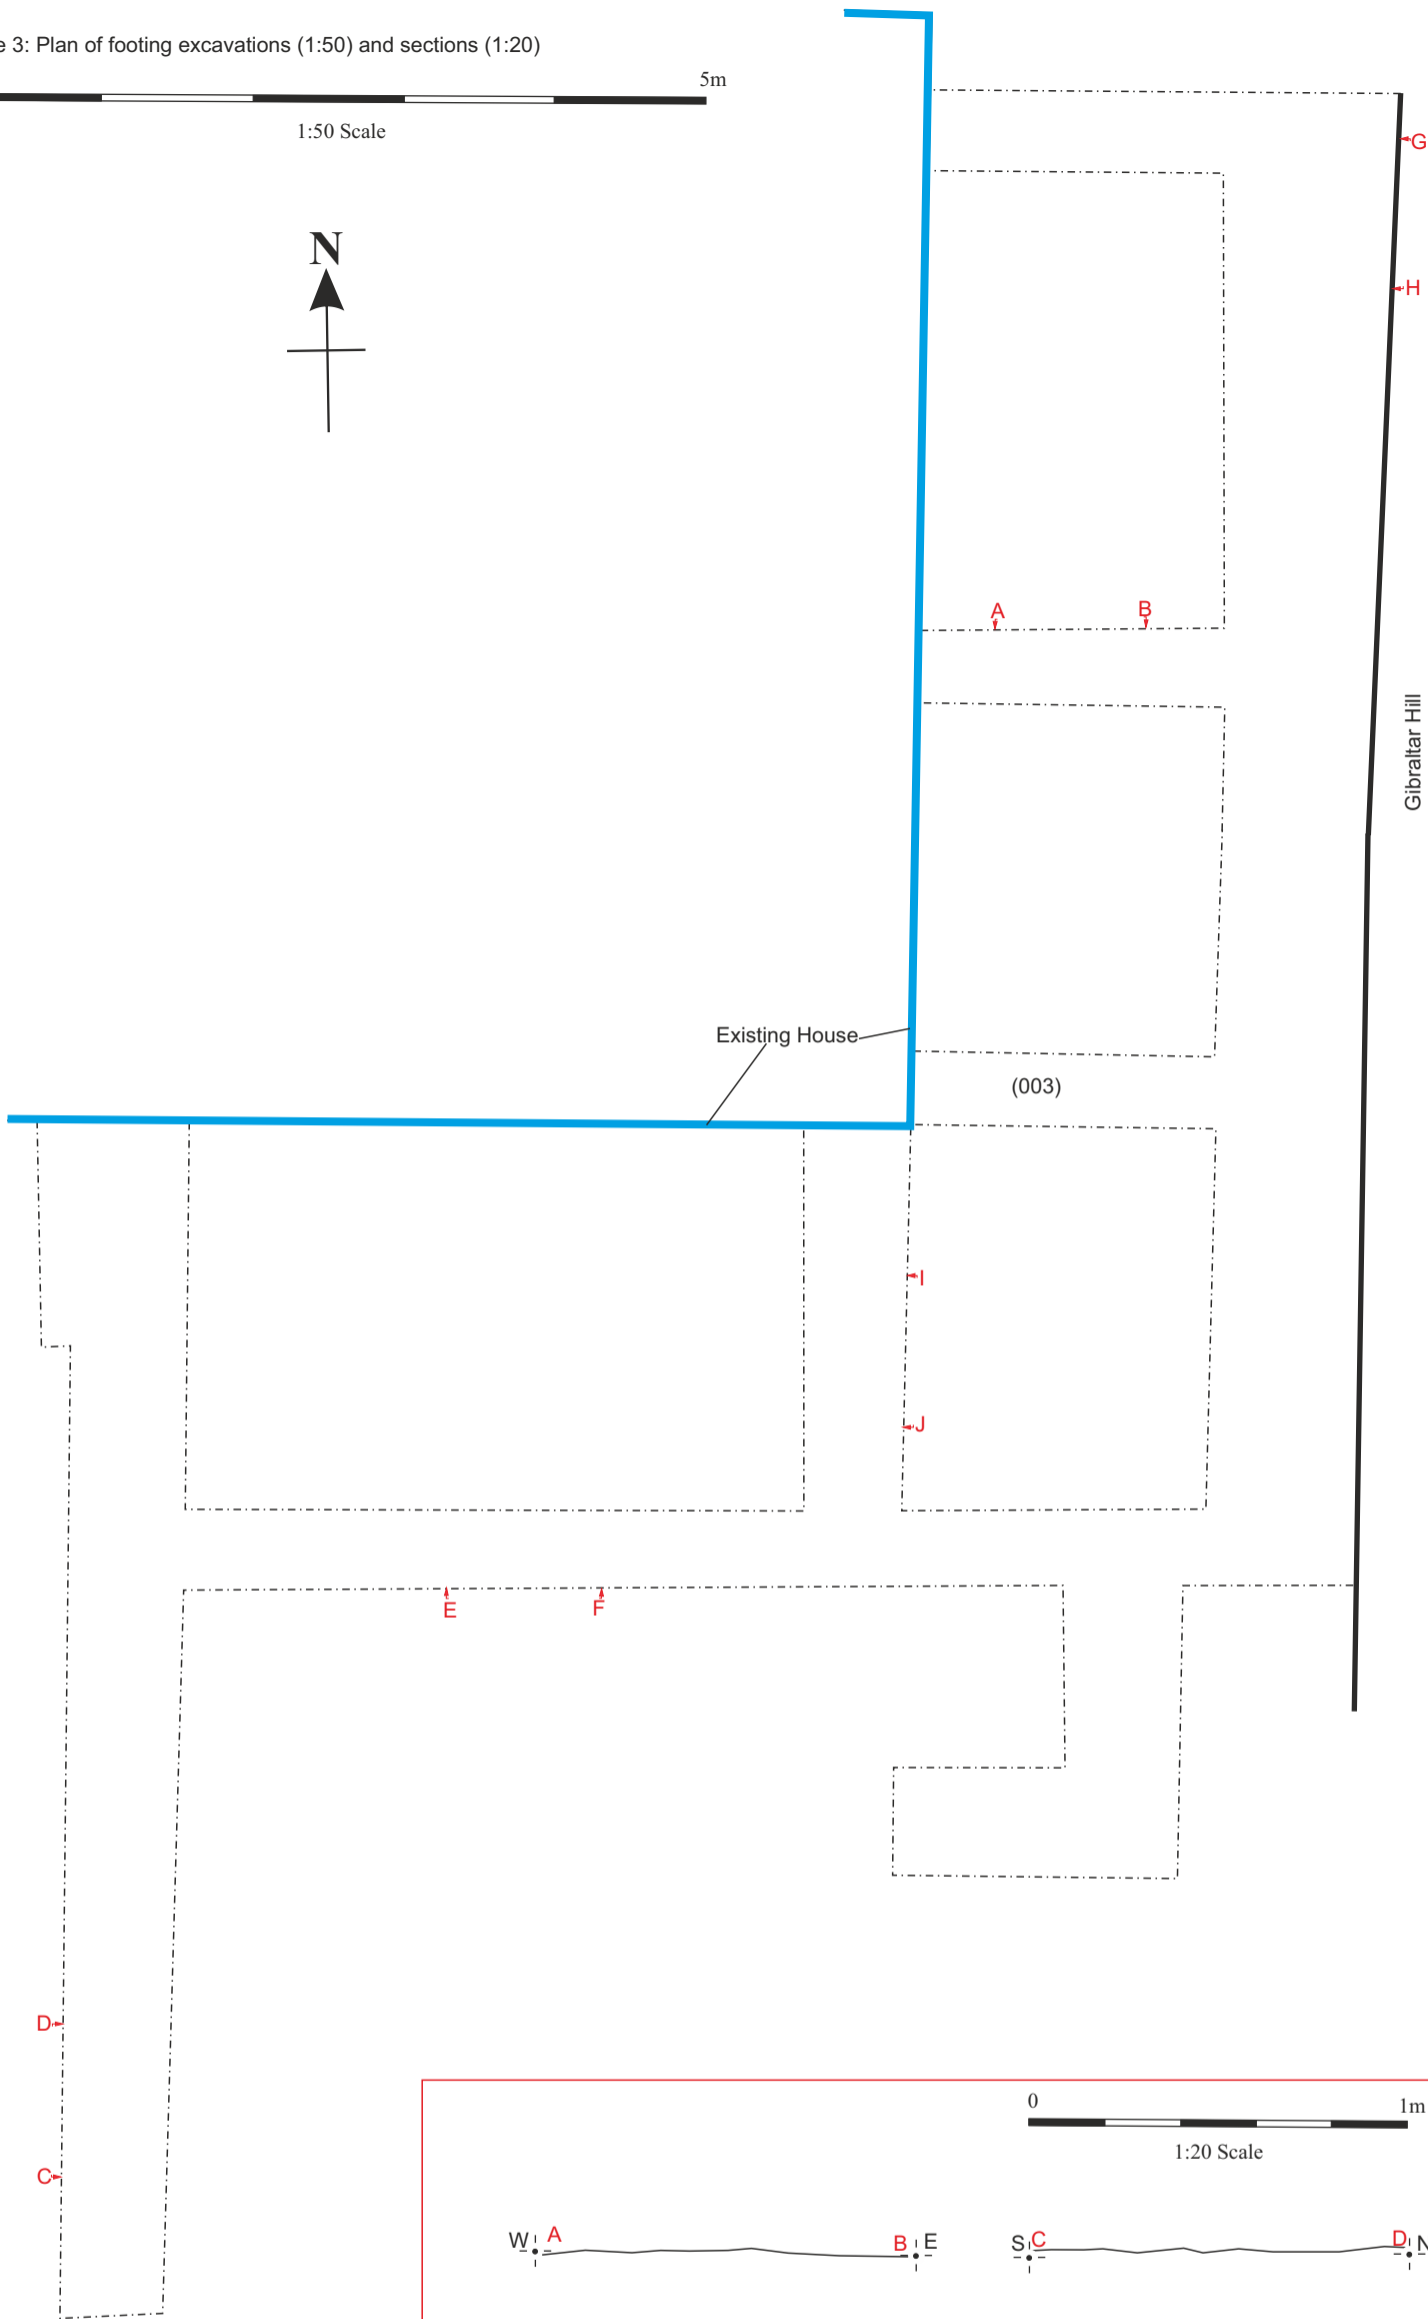 e 3: Plan of footing excavations (1:50) and sections (1:20)
5m
1:50 Scale
N
G
H
A
B
Gibraltar Hill
Existing House
(003)
I
J
E
F
D
C
0
1m
1:20 Scale
W A B E
S C D N